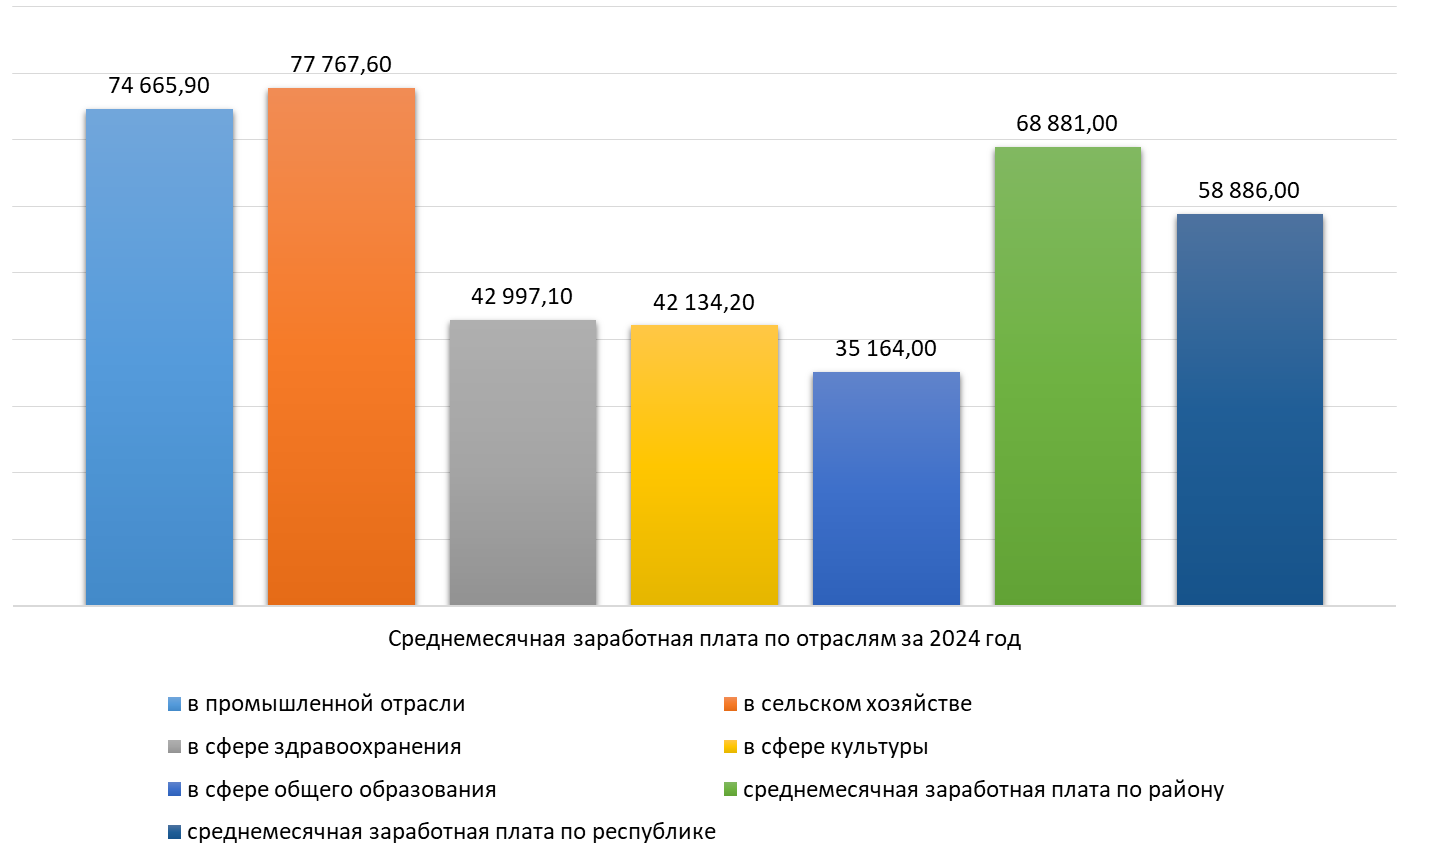 77 767,60
74 665,90
68 881,00
58 886,00
42 997,10
42 134,20
35 164,00
Среднемесячная заработная плата по отраслям за 2024 год
в промышленной отрасли
в сельском хозяйстве
в сфере здравоохранения
в сфере культуры
в сфере общего образования
среднемесячная заработная плата по району
среднемесячная заработная плата по республике